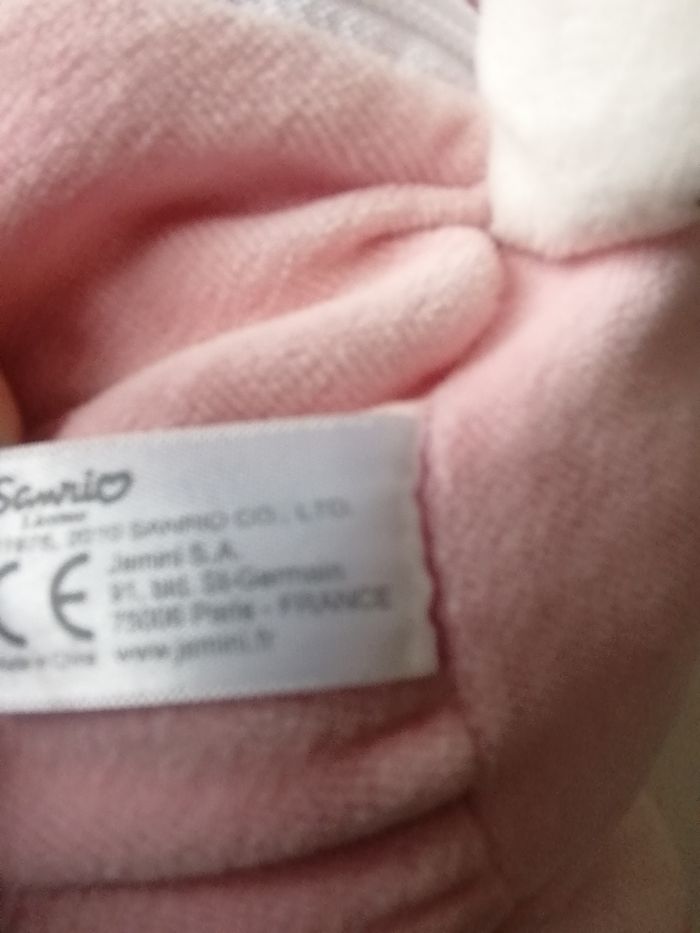 Sanrio
License
1976, 2010 SANRIO CO., LTD.
CE
Jemini S.A.
91, Bd. St-Germain
75006 Paris - FRANCE
www.jemini.fr
Made in China